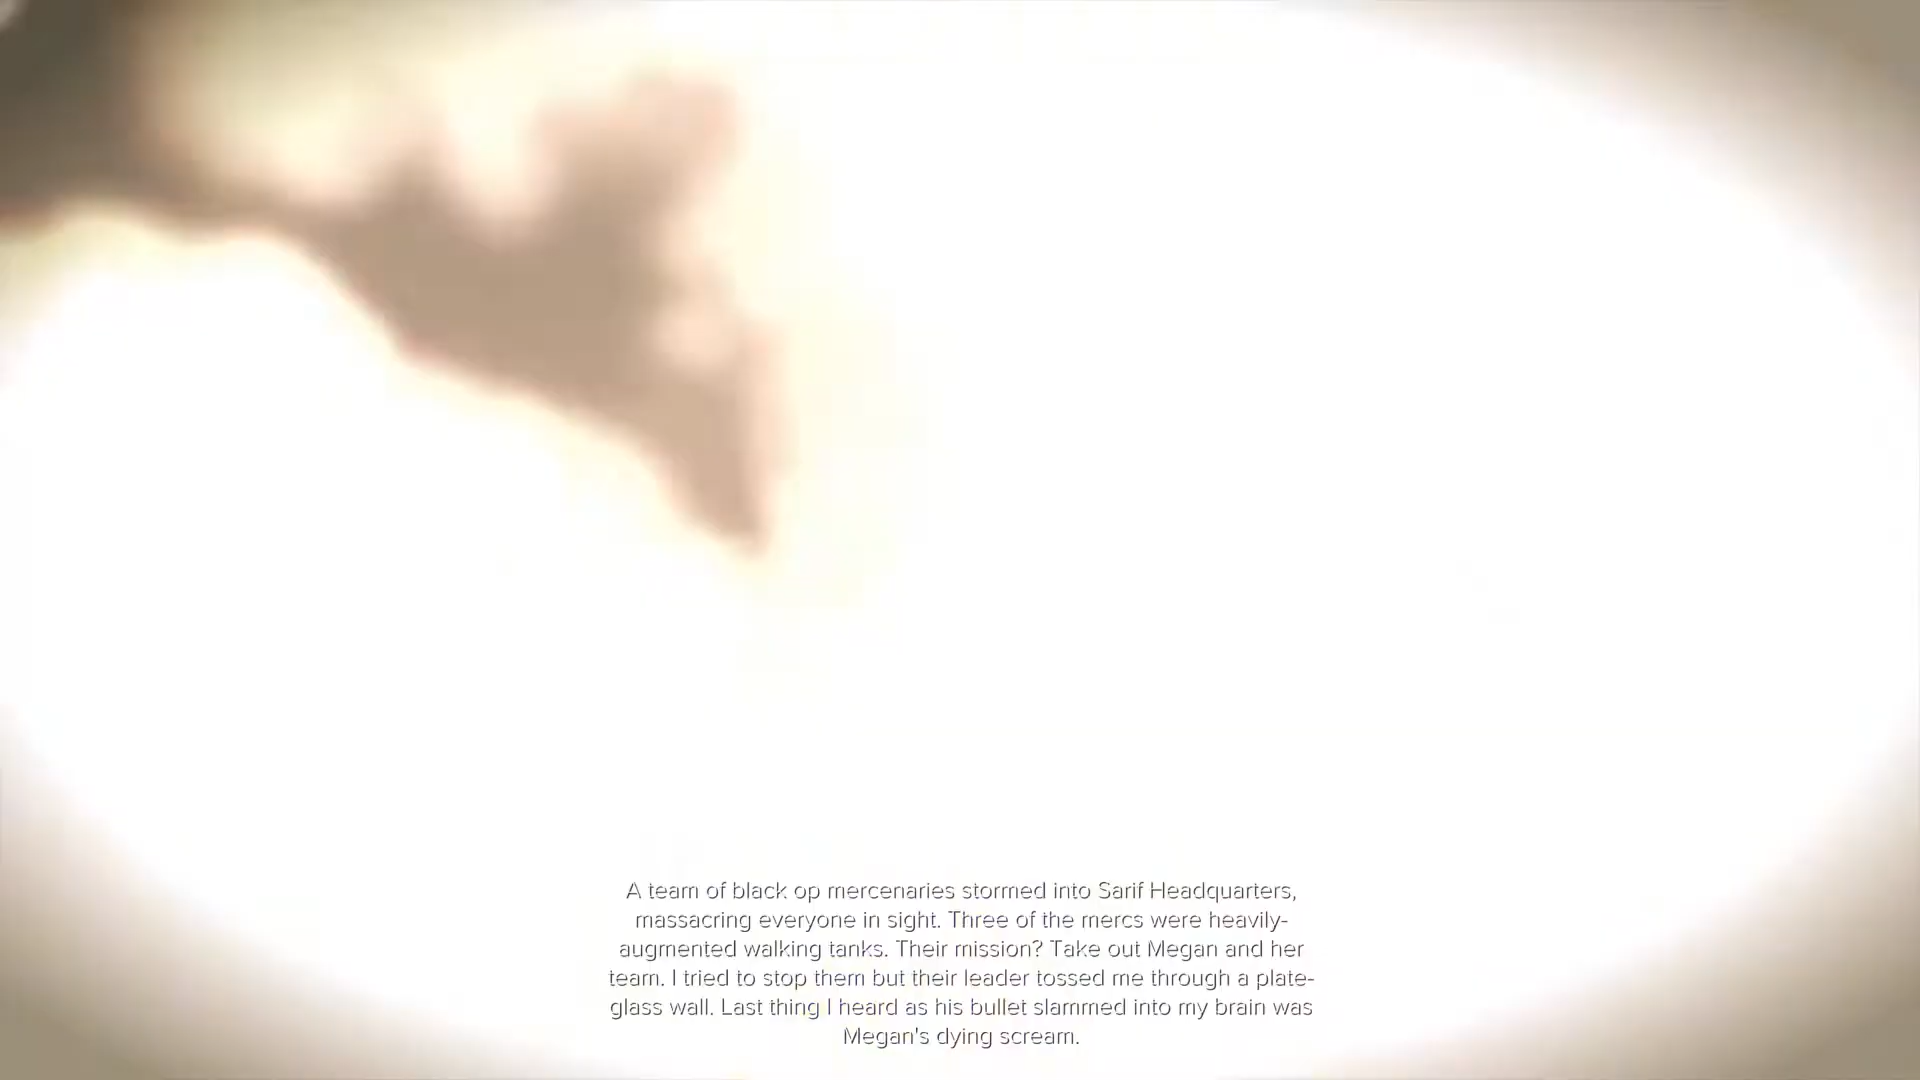 A team of black op mercenaries stormed into Sarif Headquarters,
massacring everyone in sight. Three of the mercs were heavily-
augmented walking tanks. Their mission? Take out Megan and her
team. I tried to stop them but their leader tossed me through a plate-
glass wall. Last thing I heard as his bullet slammed into my brain was
Megan's dying scream.